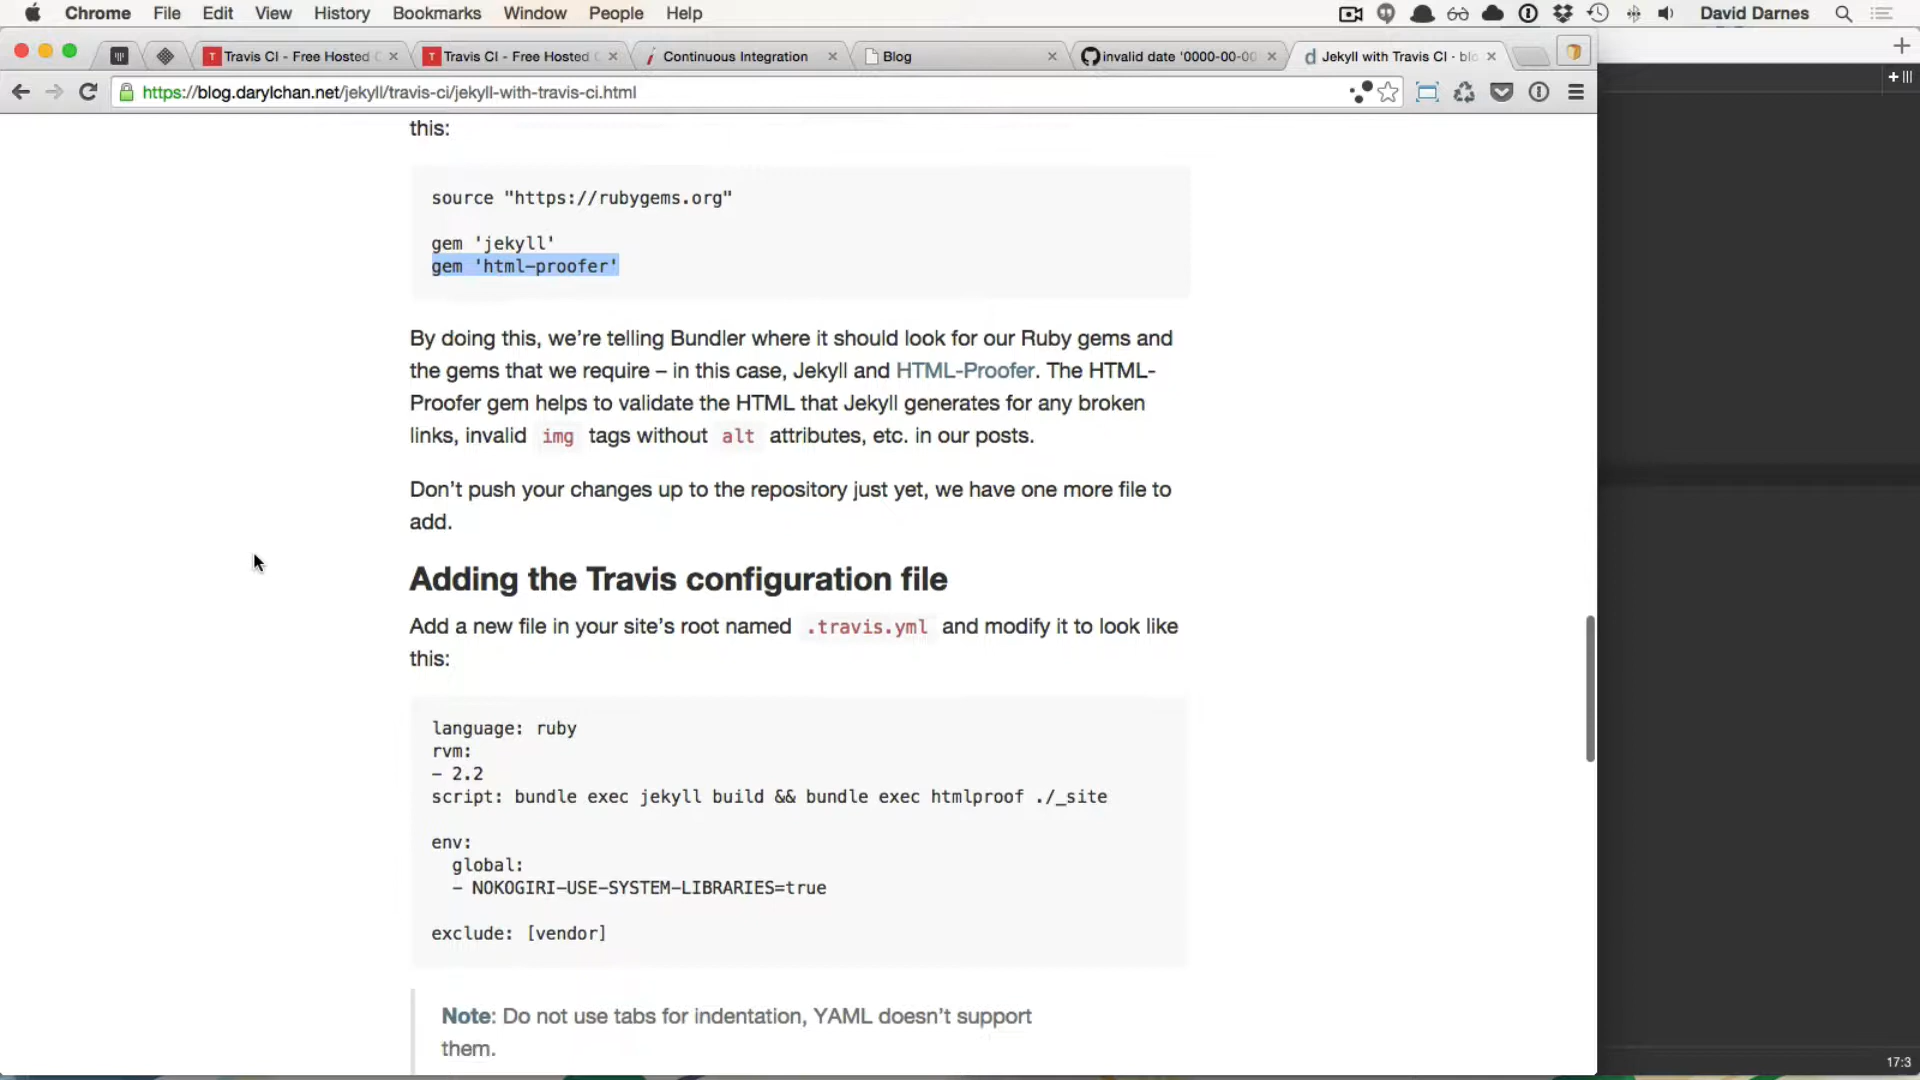 Chrome File Edit View History Bookmarks Window People Help David Darnes
Travis CI - Free Hosted C
Travis CI - Free Hosted C
Continuous Integration
Blog
invalid date '0000-00-00
Jekyll with Travis CI · blo
https://blog.darylchan.net/jekyll/travis-ci/jekyll-with-travis-ci.html
this:
source "https://rubygems.org"
gem 'jekyll'
gem 'html-proofer'
By doing this, we’re telling Bundler where it should look for our Ruby gems and
the gems that we require – in this case, Jekyll and HTML-Proofer. The HTML-
Proofer gem helps to validate the HTML that Jekyll generates for any broken
links, invalid img tags without alt attributes, etc. in our posts.
Don’t push your changes up to the repository just yet, we have one more file to
add.
Adding the Travis configuration file
Add a new file in your site’s root named .travis.yml and modify it to look like
this:
language: ruby
rvm:
- 2.2
script: bundle exec jekyll build && bundle exec htmlproof ./_site
env:
global:
- NOKOGIRI-USE-SYSTEM-LIBRARIES=true
exclude: [vendor]
Note: Do not use tabs for indentation, YAML doesn’t support
them.
17:3